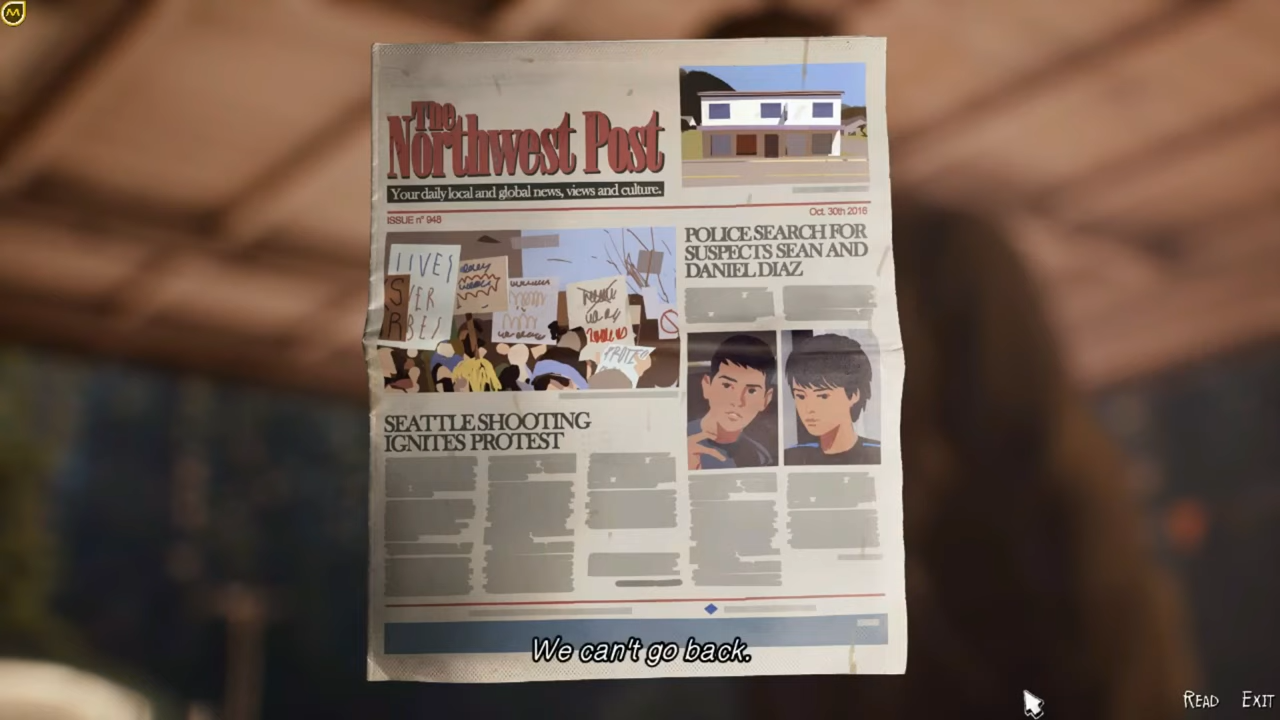 The
Northwest Post
Your daily local and global news, views and culture.
ISSUE n° 948
Oct. 30th 2016
LIVES
POLICE SEARCH FOR
SUSPECTS SEAN AND
DANIEL DIAZ
SEATTLE SHOOTING
IGNITES PROTEST
We can't go back.
READ EXIT